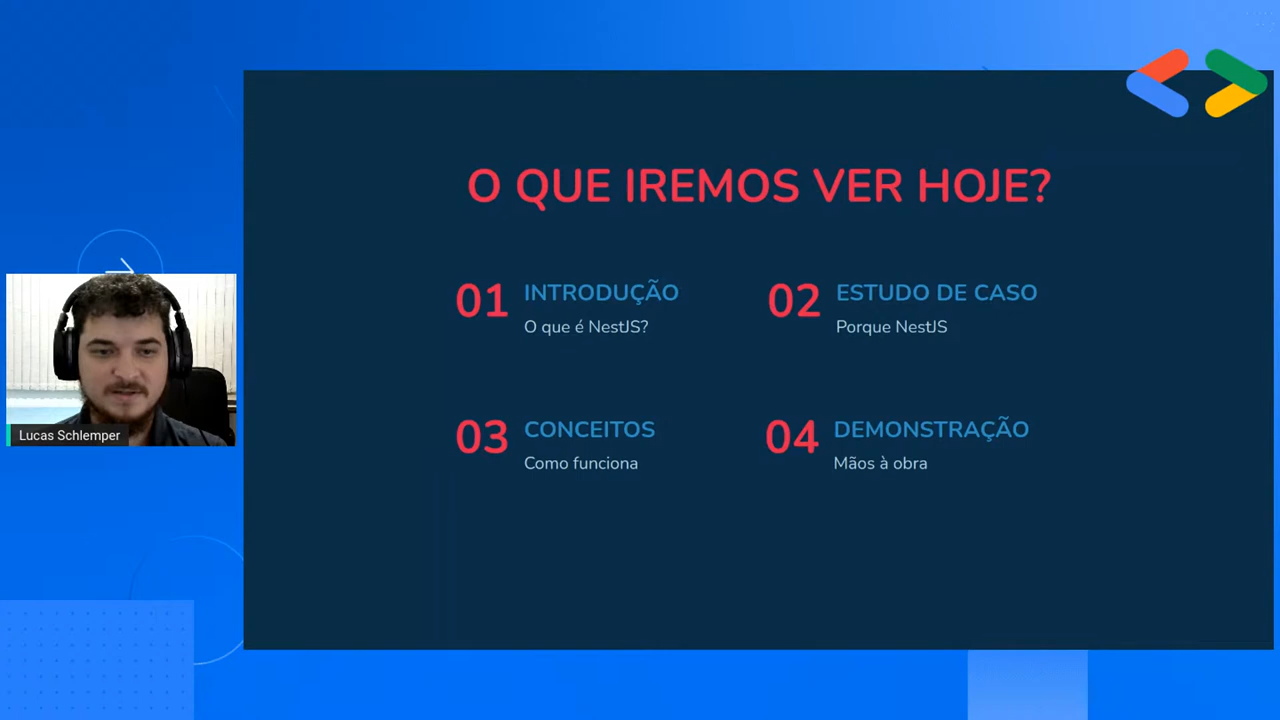 O QUE IREMOS VER HOJE?
01 INTRODUÇÃO
O que é NestJS?
02 ESTUDO DE CASO
Porque NestJS
03 CONCEITOS
Como funciona
04 DEMONSTRAÇÃO
Mãos à obra
Lucas Schlemper